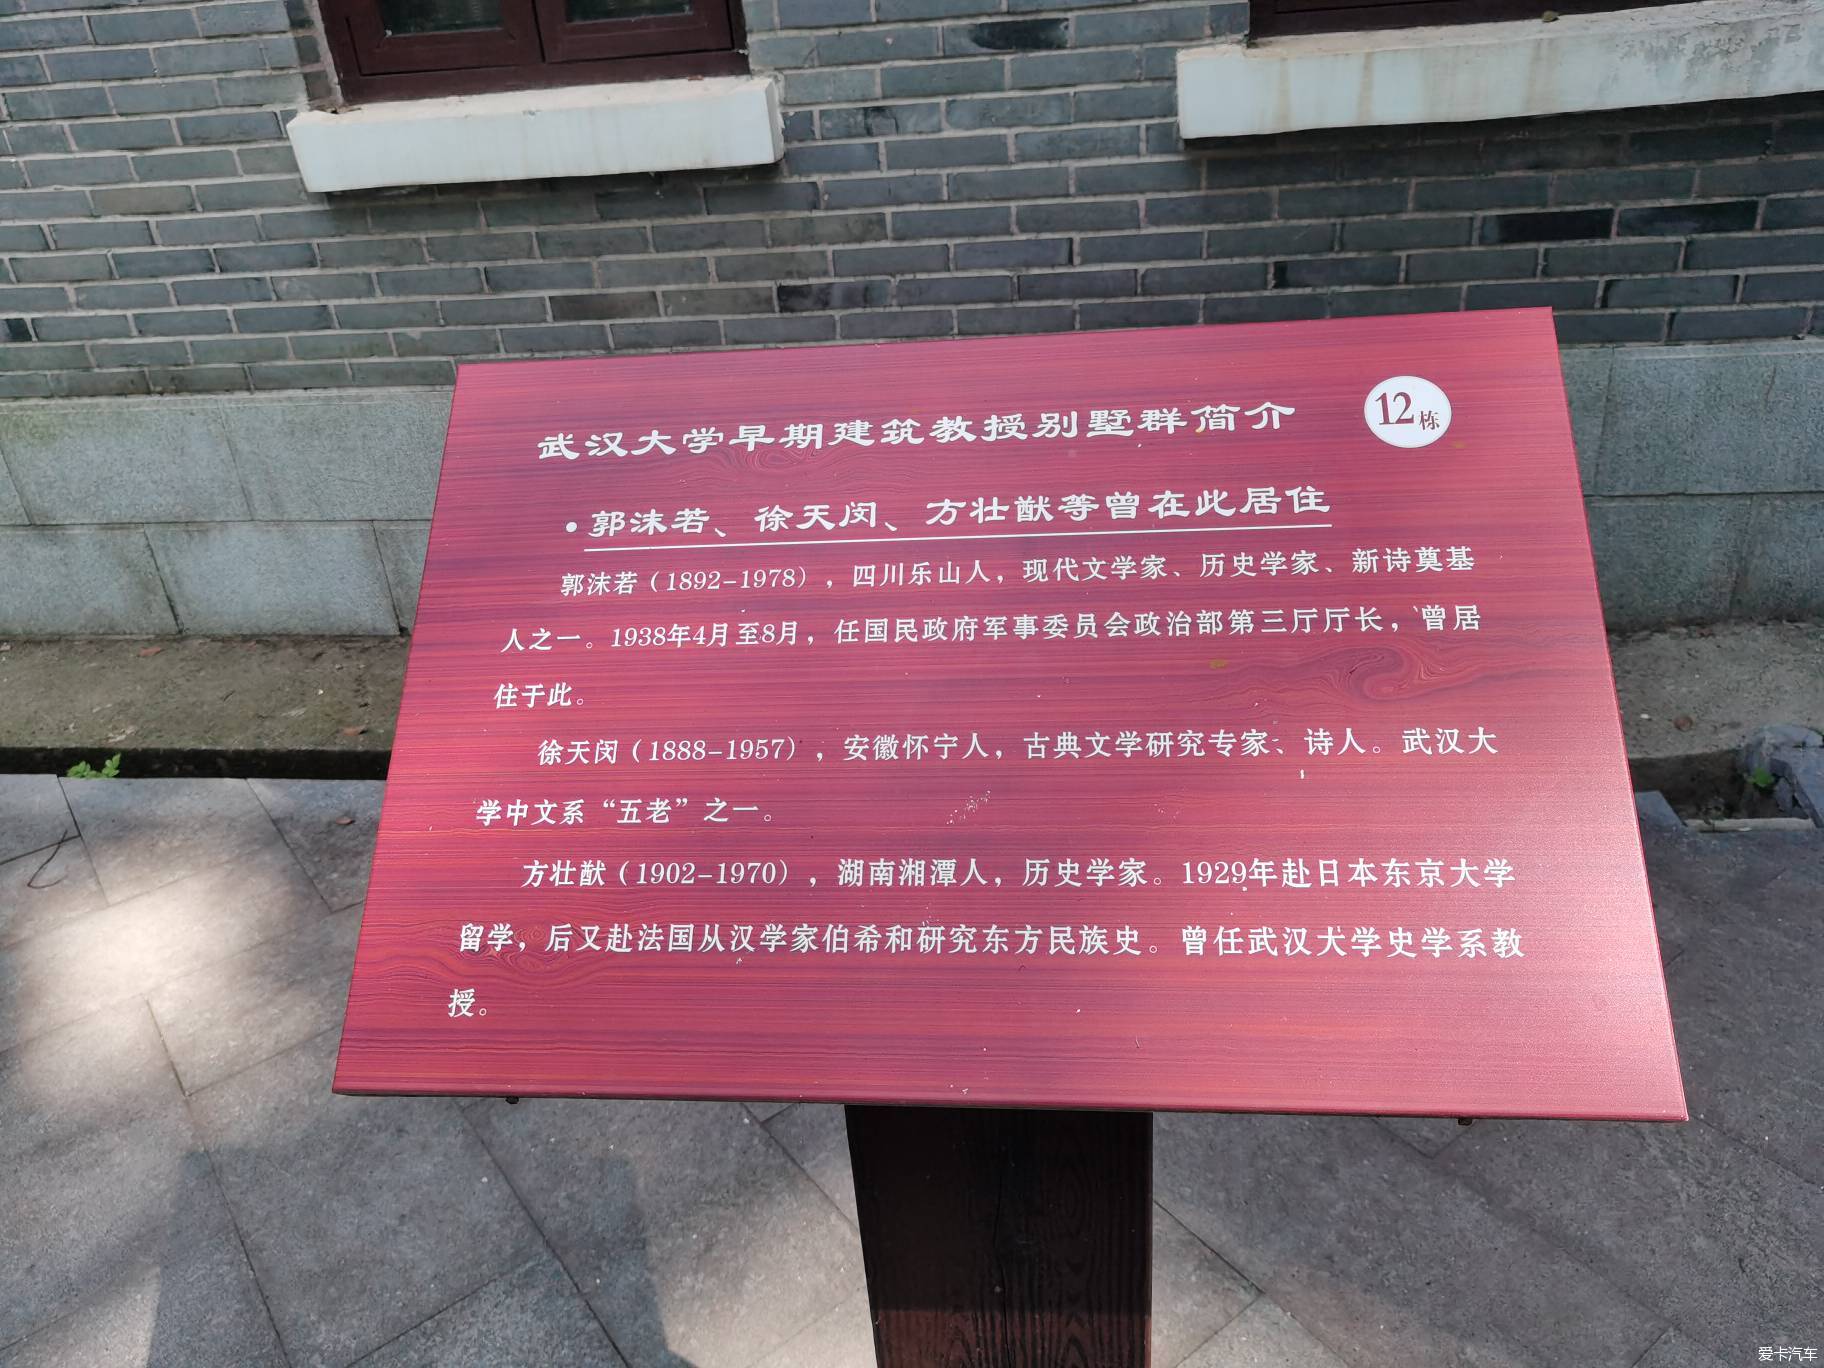 武汉大学早期建筑教授别墅群简介
12栋
•郭沫若、徐天闵、方壮猷等曾在此居住
郭沫若（1892-1978），四川乐山人，现代文学家、历史学家、新诗奠基
人之一。1938年4月至8月，任国民政府军事委员会政治部第三厅厅长，曾居
住于此。
徐天闵（1888-1957），安徽怀宁人，古典文学研究专家、诗人。武汉大
学中文系“五老”之一。
方壮猷（1902-1970），湖南湘潭人，历史学家。1929年赴日本东京大学
留学，后又赴法国从汉学家伯希和研究东方民族史。曾任武汉大学史学系教
授。
爱卡汽车